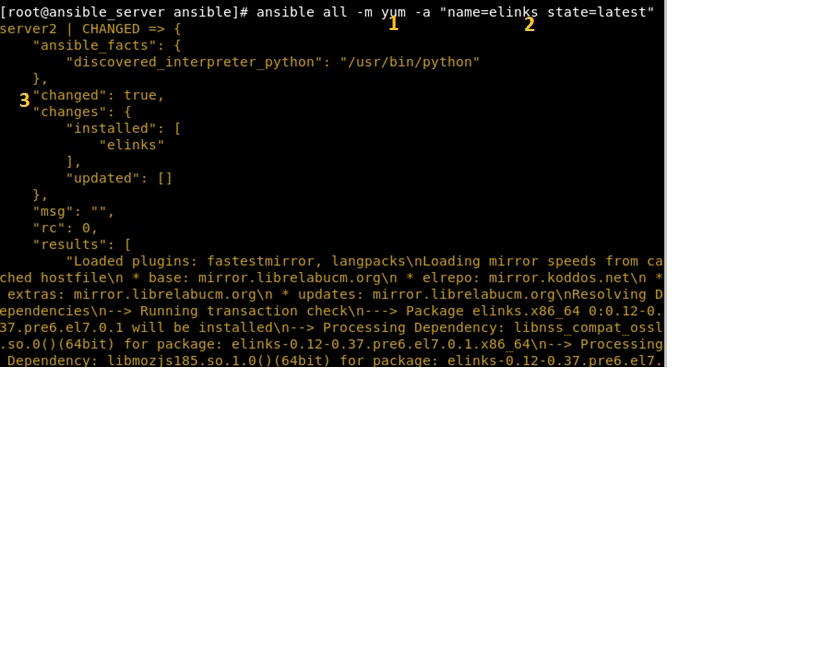 [root@ansible_server ansible]# ansible all -m yum -a "name=elinks state=latest"
1 2
server2 | CHANGED => {
    "ansible_facts": {
        "discovered_interpreter_python": "/usr/bin/python"
    },
3 "changed": true,
    "changes": {
        "installed": [
            "elinks"
        ],
        "updated": []
    },
    "msg": "",
    "rc": 0,
    "results": [
        "Loaded plugins: fastestmirror, langpacks\nLoading mirror speeds from ca
ched hostfile\n * base: mirror.librelabucm.org\n * elrepo: mirror.koddos.net\n *
 extras: mirror.librelabucm.org\n * updates: mirror.librelabucm.org\nResolving D
ependencies\n--> Running transaction check\n---> Package elinks.x86_64 0:0.12-0.
37.pre6.el7.0.1 will be installed\n--> Processing Dependency: libnss_compat_ossl
.so.0()(64bit) for package: elinks-0.12-0.37.pre6.el7.0.1.x86_64\n--> Processing
 Dependency: libmozjs185.so.1.0()(64bit) for package: elinks-0.12-0.37.pre6.el7.